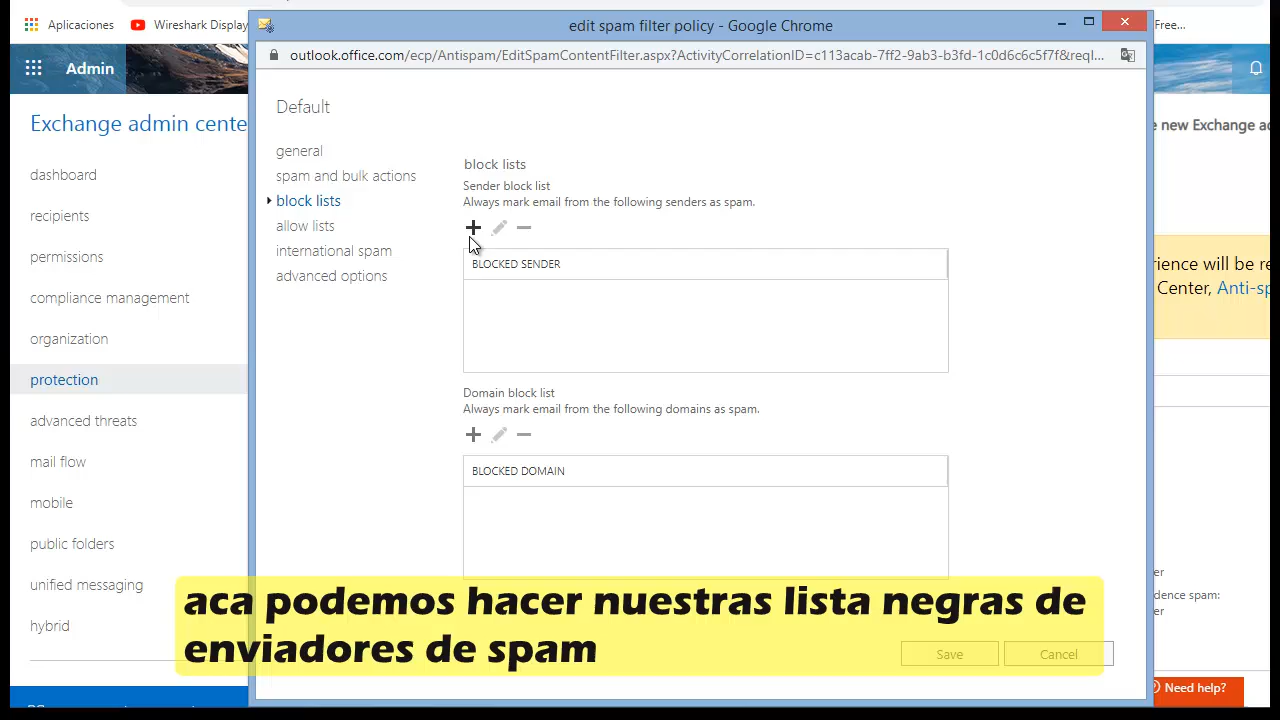 Aplicaciones
Wireshark Display
Free...
edit spam filter policy - Google Chrome
outlook.office.com/ecp/Antispam/EditSpamContentFilter.aspx?ActivityCorrelationID=c113acab-7ff2-9ab3-b3fd-1c0d6c6c5f7f&reqI...
Admin
Exchange admin cente
e new Exchange a
dashboard
recipients
permissions
compliance management
organization
protection
advanced threats
mail flow
mobile
public folders
unified messaging
hybrid
Default
general
spam and bulk actions
block lists
allow lists
international spam
advanced options
block lists
Sender block list
Always mark email from the following senders as spam.
BLOCKED SENDER
Domain block list
Always mark email from the following domains as spam.
BLOCKED DOMAIN
rience will be re
Center, Anti-sp
er
dence spam:
er
aca podemos hacer nuestras lista negras de
enviadores de spam
Save
Cancel
Need help?